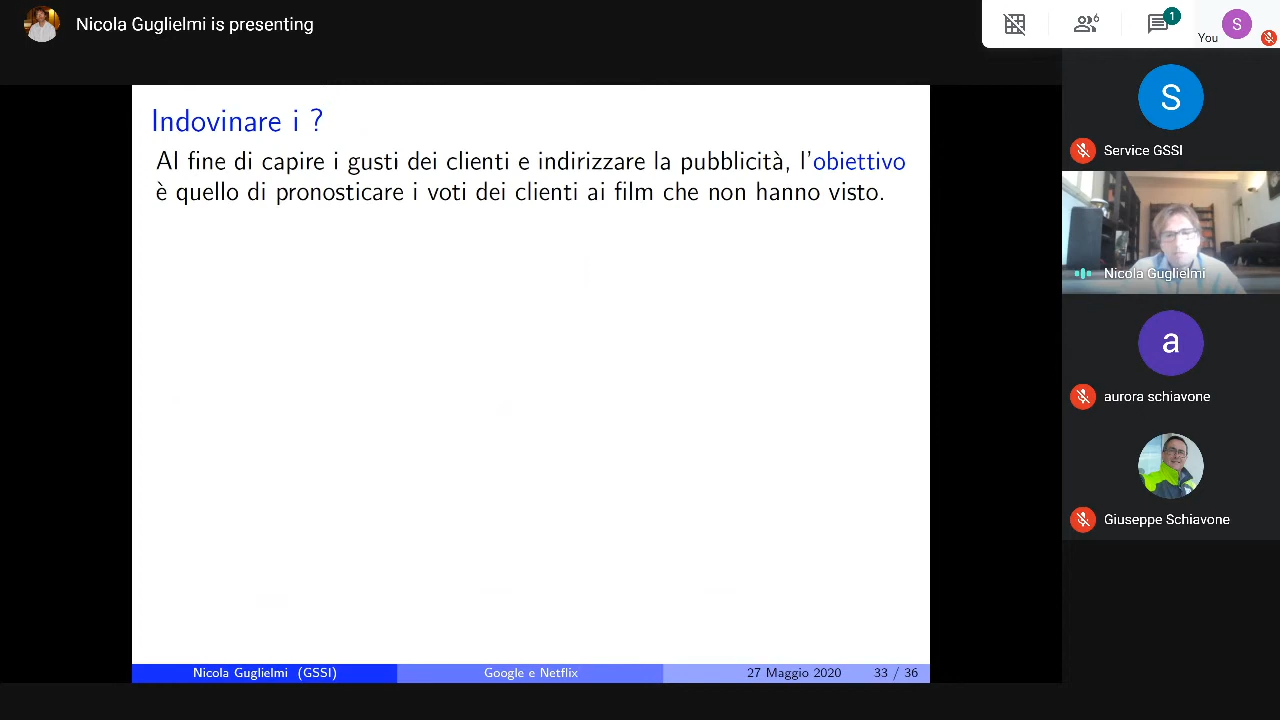 Nicola Guglielmi is presenting
6
1
You
S
Indovinare i ?
Al fine di capire i gusti dei clienti e indirizzare la pubblicità, l'obiettivo
è quello di pronosticare i voti dei clienti ai film che non hanno visto.
Nicola Guglielmi (GSSI)
Google e Netflix
27 Maggio 2020
33 / 36
S
Service GSSI
Nicola Guglielmi
a
aurora schiavone
Giuseppe Schiavone